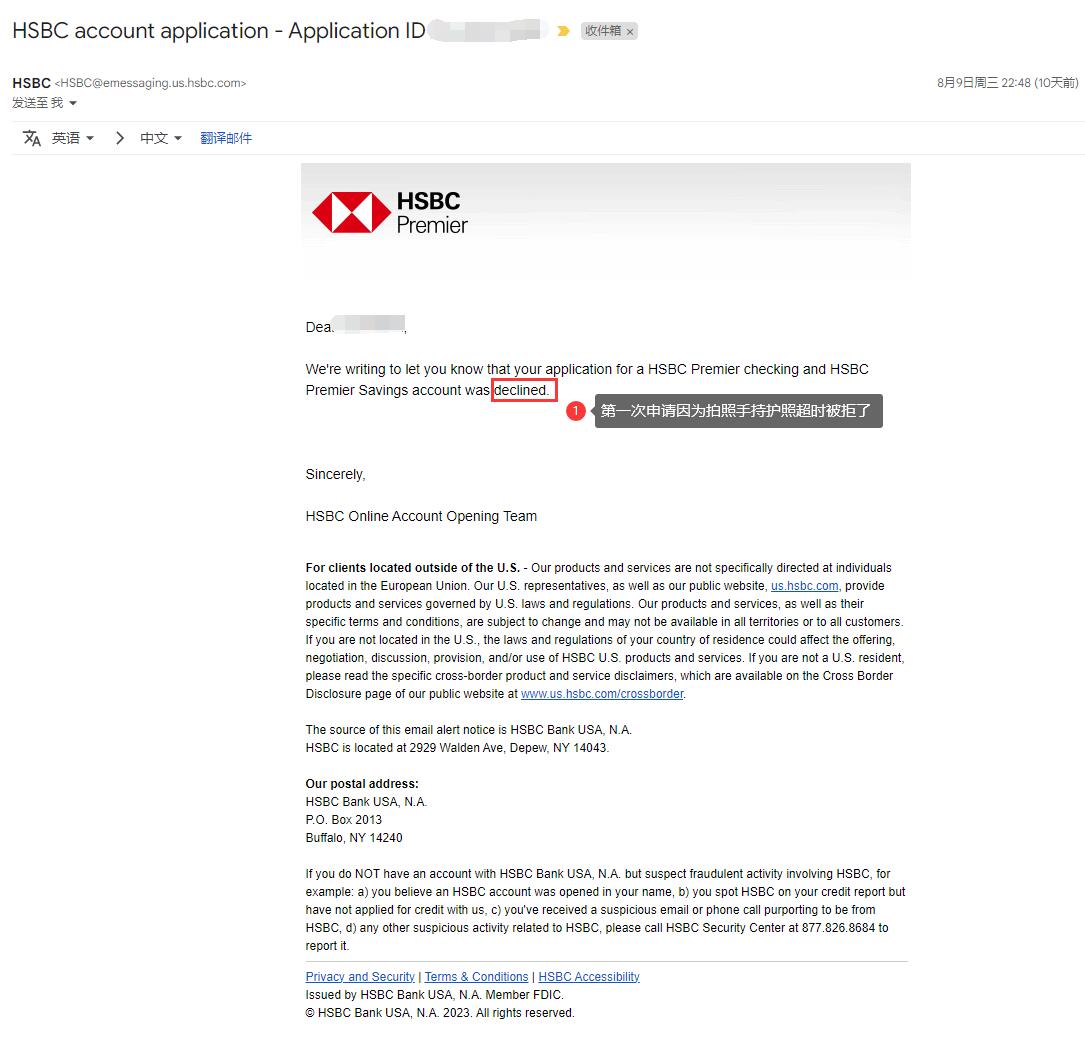 HSBC account application - Application ID
收件箱 ×
HSBC <HSBC@emessaging.us.hsbc.com>
8月9日周三 22:48 (10天前)
发送至 我
英语
中文
翻译邮件
HSBC
Premier
Dea
,
We're writing to let you know that your application for a HSBC Premier checking and HSBC
Premier Savings account was declined.
1 第一次申请因为拍照手持护照超时被拒了
Sincerely,
HSBC Online Account Opening Team
For clients located outside of the U.S. - Our products and services are not specifically directed at individuals
located in the European Union. Our U.S. representatives, as well as our public website, us.hsbc.com, provide
products and services governed by U.S. laws and regulations. Our products and services, as well as their
specific terms and conditions, are subject to change and may not be available in all territories or to all customers.
If you are not located in the U.S., the laws and regulations of your country of residence could affect the offering,
negotiation, discussion, provision, and/or use of HSBC U.S. products and services. If you are not a U.S. resident,
please read the specific cross-border product and service disclaimers, which are available on the Cross Border
Disclosure page of our public website at www.us.hsbc.com/crossborder.
The source of this email alert notice is HSBC Bank USA, N.A.
HSBC is located at 2929 Walden Ave, Depew, NY 14043.
Our postal address:
HSBC Bank USA, N.A.
P.O. Box 2013
Buffalo, NY 14240
If you do NOT have an account with HSBC Bank USA, N.A. but suspect fraudulent activity involving HSBC, for
example: a) you believe an HSBC account was opened in your name, b) you spot HSBC on your credit report but
have not applied for credit with us, c) you've received a suspicious email or phone call purporting to be from
HSBC, d) any other suspicious activity related to HSBC, please call HSBC Security Center at 877.826.8684 to
report it.
Privacy and Security | Terms & Conditions | HSBC Accessibility
Issued by HSBC Bank USA, N.A. Member FDIC.
© HSBC Bank USA, N.A. 2023. All rights reserved.